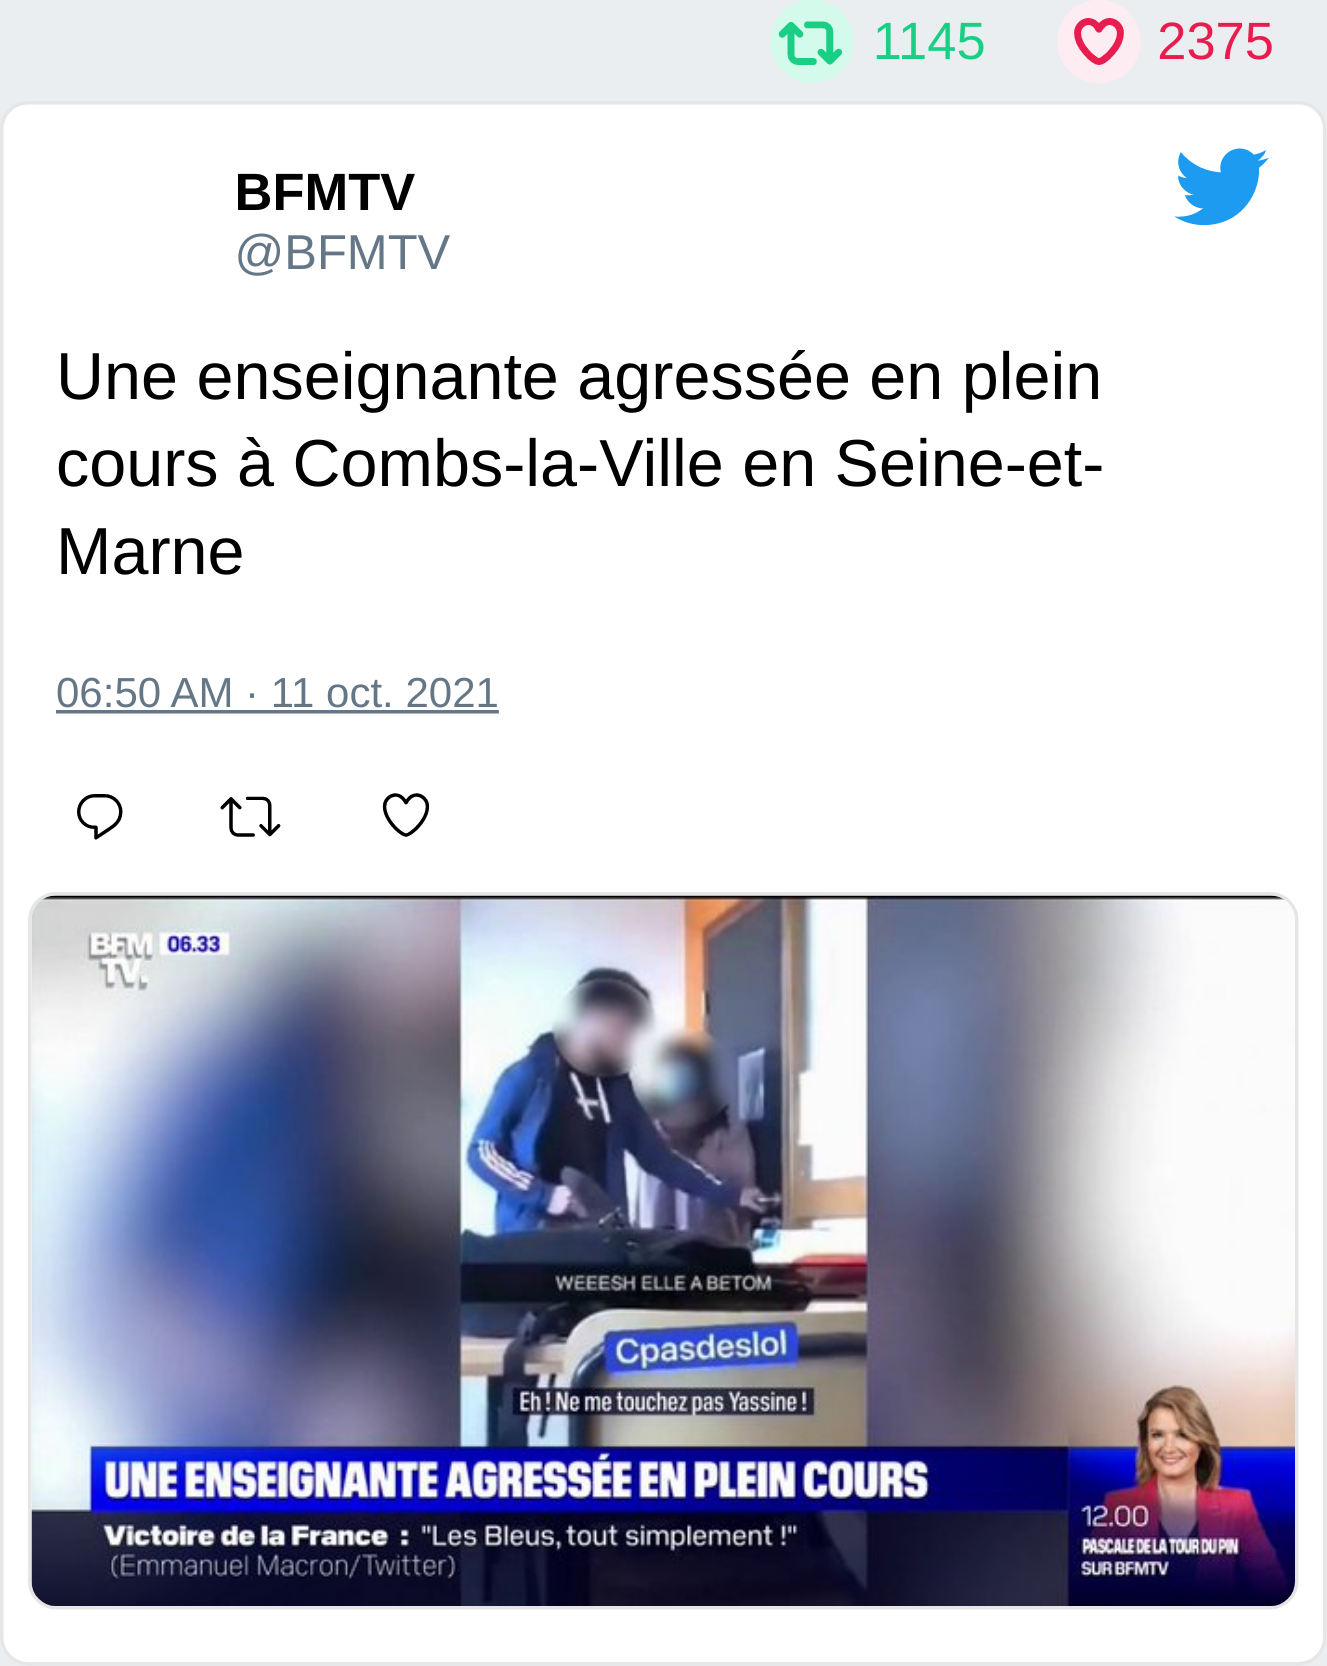 1145 2375
BFMTV
@BFMTV
Une enseignante agressée en plein
cours à Combs-la-Ville en Seine-et-
Marne
06:50 AM · 11 oct. 2021
BFM
TV.
06.33
WEEESH ELLE A BETOM
Cpasdeslol
Eh ! Ne me touchez pas Yassine !
UNE ENSEIGNANTE AGRESSÉE EN PLEIN COURS
Victoire de la France : "Les Bleus, tout simplement !"
(Emmanuel Macron/Twitter)
12.00
PASCALE DE LA TOUR DU PIN
SUR BFMTV